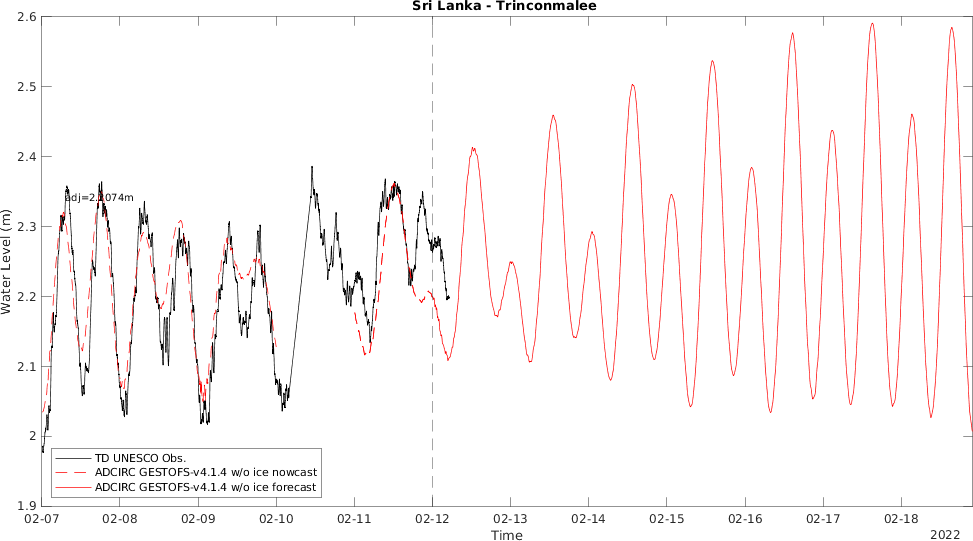 Sri Lanka - Trinconmalee
2.6
2.5
2.4
2.3
2.2
2.1
2
1.9
Water Level (m)
TD UNESCO Obs.
ADCIRC GESTOFS-v4.1.4 w/o ice nowcast
ADCIRC GESTOFS-v4.1.4 w/o ice forecast
02-07 02-08 02-09 02-10 02-11 02-12 02-13 02-14 02-15 02-16 02-17 02-18
Time
2022